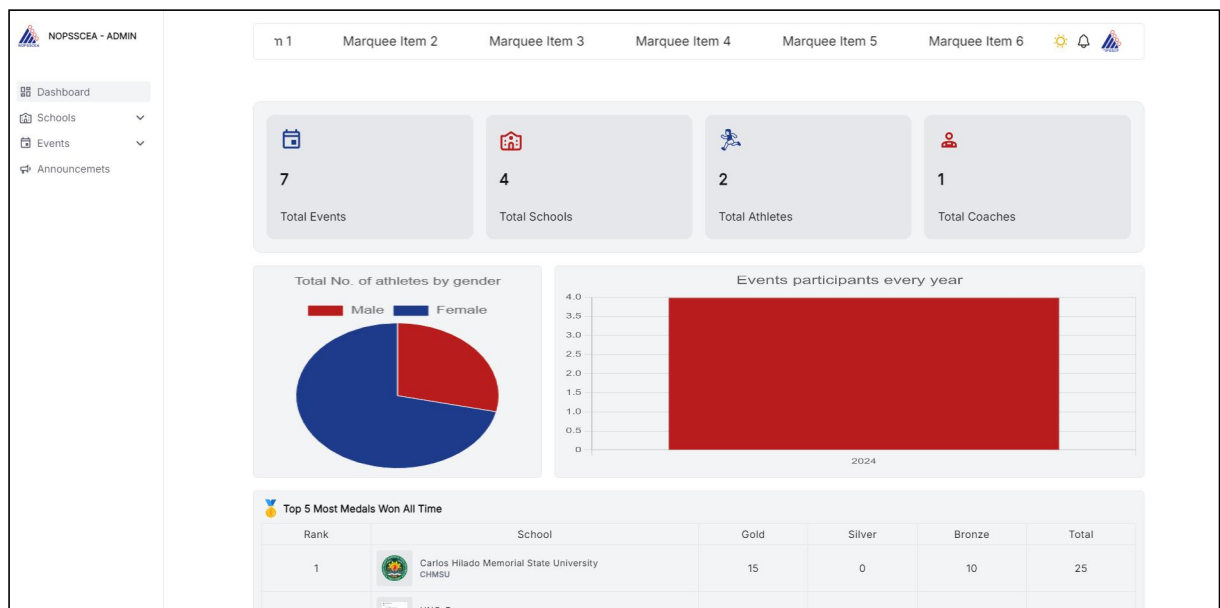 NOPSSCEA - ADMIN
m 1 Marquee Item 2 Marquee Item 3 Marquee Item 4 Marquee Item 5 Marquee Item 6
Dashboard
Schools
Events
Announcemets
7
Total Events
4
Total Schools
2
Total Athletes
1
Total Coaches
Total No. of athletes by gender
Male Female
Events participants every year
4.0
3.5
3.0
2.5
2.0
1.5
1.0
0.5
0
2024
Top 5 Most Medals Won All Time
Rank School Gold Silver Bronze Total
1 Carlos Hilado Memorial State University 15 0 10 25
CHMSU